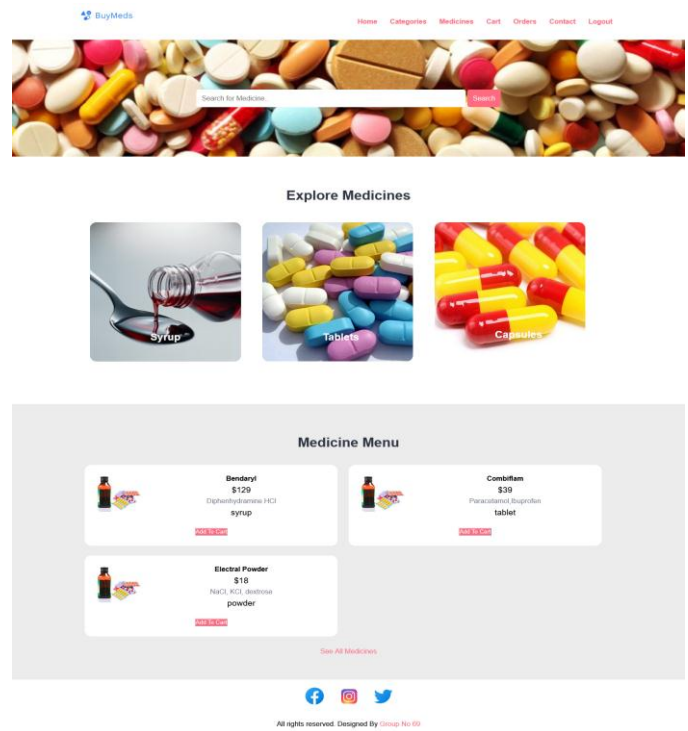 BuyMeds
Home Categories Medicines Cart Orders Contact Logout
Search for Medicine. Search
Explore Medicines
Syrup Tablets Capsules
Medicine Menu
Bendaryl
$129
Diphenhydramine HCl
syrup
Add To Cart
Combiflam
$39
Paracetamol,Ibuprofen
tablet
Add To Cart
Electral Powder
$18
NaCl, KCl, dextrose
powder
Add To Cart
See All Medicines
All rights reserved. Designed By Group No 69